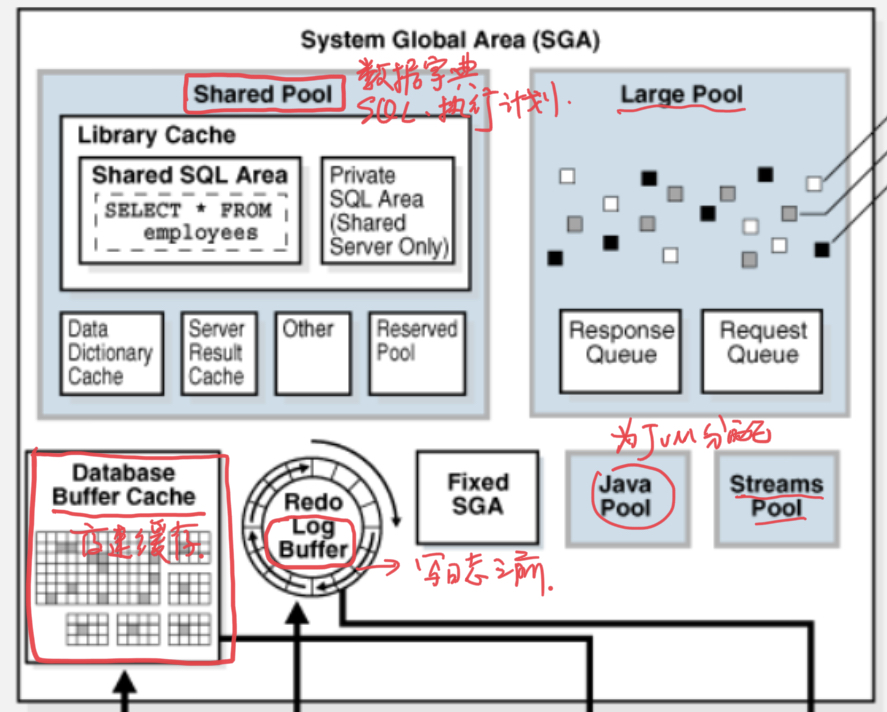 System Global Area (SGA)
Shared Pool
数据字典
SQL、执行计划.
Library Cache
Shared SQL Area
SELECT * FROM
employees
Private
SQL Area
(Shared
Server Only)
Data
Dictionary
Cache
Server
Result
Cache
Other
Reserved
Pool
Large Pool
Response
Queue
Request
Queue
Database
Buffer Cache
高速缓存.
Redo
Log
Buffer
写日志之前.
Fixed
SGA
为JVM分配
Java
Pool
Streams
Pool